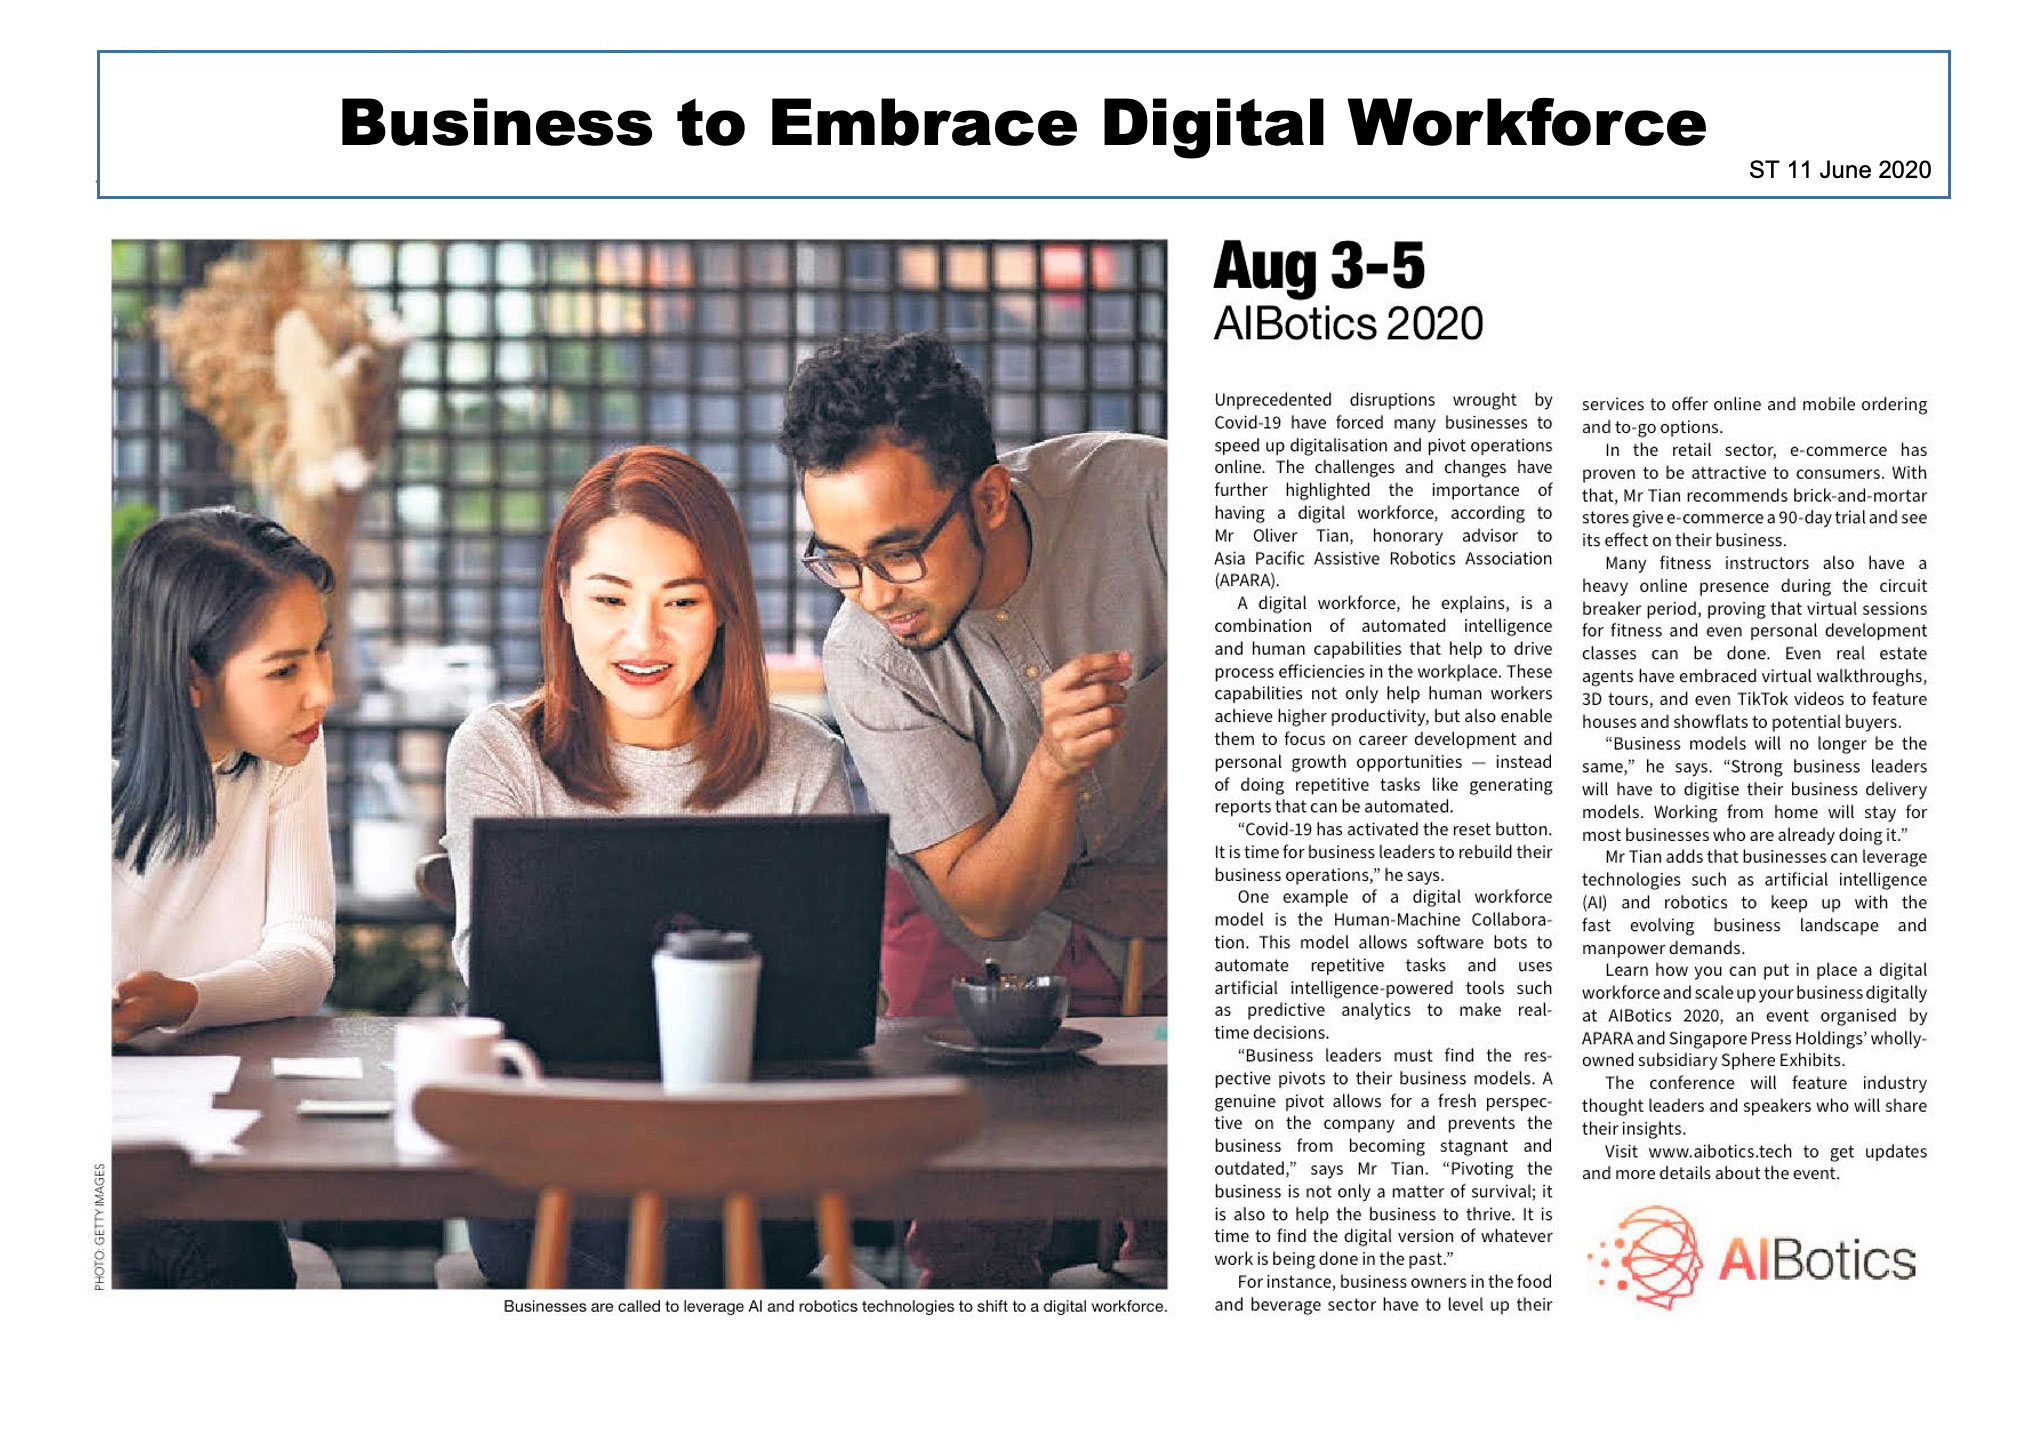 Business to Embrace Digital Workforce
ST 11 June 2020
PHOTO: GETTY IMAGES
Businesses are called to leverage AI and robotics technologies to shift to a digital workforce.
Aug 3-5
AIBotics 2020
Unprecedented disruptions wrought by
Covid-19 have forced many businesses to
speed up digitalisation and pivot operations
online. The challenges and changes have
further highlighted the importance of
having a digital workforce, according to
Mr Oliver Tian, honorary advisor to
Asia Pacific Assistive Robotics Association
(APARA).
A digital workforce, he explains, is a
combination of automated intelligence
and human capabilities that help to drive
process efficiencies in the workplace. These
capabilities not only help human workers
achieve higher productivity, but also enable
them to focus on career development and
personal growth opportunities — instead
of doing repetitive tasks like generating
reports that can be automated.
“Covid-19 has activated the reset button.
It is time for business leaders to rebuild their
business operations,” he says.
One example of a digital workforce
model is the Human-Machine Collabora-
tion. This model allows software bots to
automate repetitive tasks and uses
artificial intelligence-powered tools such
as predictive analytics to make real-
time decisions.
“Business leaders must find the res-
pective pivots to their business models. A
genuine pivot allows for a fresh perspec-
tive on the company and prevents the
business from becoming stagnant and
outdated,” says Mr Tian. “Pivoting the
business is not only a matter of survival; it
is also to help the business to thrive. It is
time to find the digital version of whatever
work is being done in the past.”
For instance, business owners in the food
and beverage sector have to level up their
services to offer online and mobile ordering
and to-go options.
In the retail sector, e-commerce has
proven to be attractive to consumers. With
that, Mr Tian recommends brick-and-mortar
stores give e-commerce a 90-day trial and see
its effect on their business.
Many fitness instructors also have a
heavy online presence during the circuit
breaker period, proving that virtual sessions
for fitness and even personal development
classes can be done. Even real estate
agents have embraced virtual walkthroughs,
3D tours, and even TikTok videos to feature
houses and showflats to potential buyers.
“Business models will no longer be the
same,” he says. “Strong business leaders
will have to digitise their business delivery
models. Working from home will stay for
most businesses who are already doing it.”
Mr Tian adds that businesses can leverage
technologies such as artificial intelligence
(AI) and robotics to keep up with the
fast evolving business landscape and
manpower demands.
Learn how you can put in place a digital
workforce and scale up your business digitally
at AIBotics 2020, an event organised by
APARA and Singapore Press Holdings’ wholly-
owned subsidiary Sphere Exhibits.
The conference will feature industry
thought leaders and speakers who will share
their insights.
Visit www.aibotics.tech to get updates
and more details about the event.
AIBotics